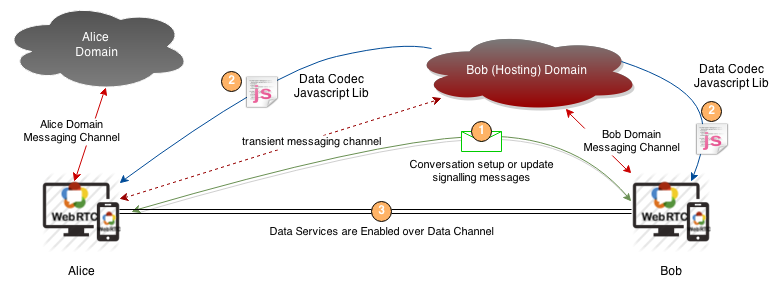 Alice
Domain
Bob (Hosting) Domain
2
js
Data Codec
Javascript Lib
Data Codec
Javascript Lib
2
js
Alice Domain
Messaging Channel
transient messaging channel
1
Bob Domain
Messaging Channel
Conversation setup or update
signalling messages
WebRTC
WebRTC
WebRTC
WebRTC
3
Data Services are Enabled over Data Channel
Alice
Bob